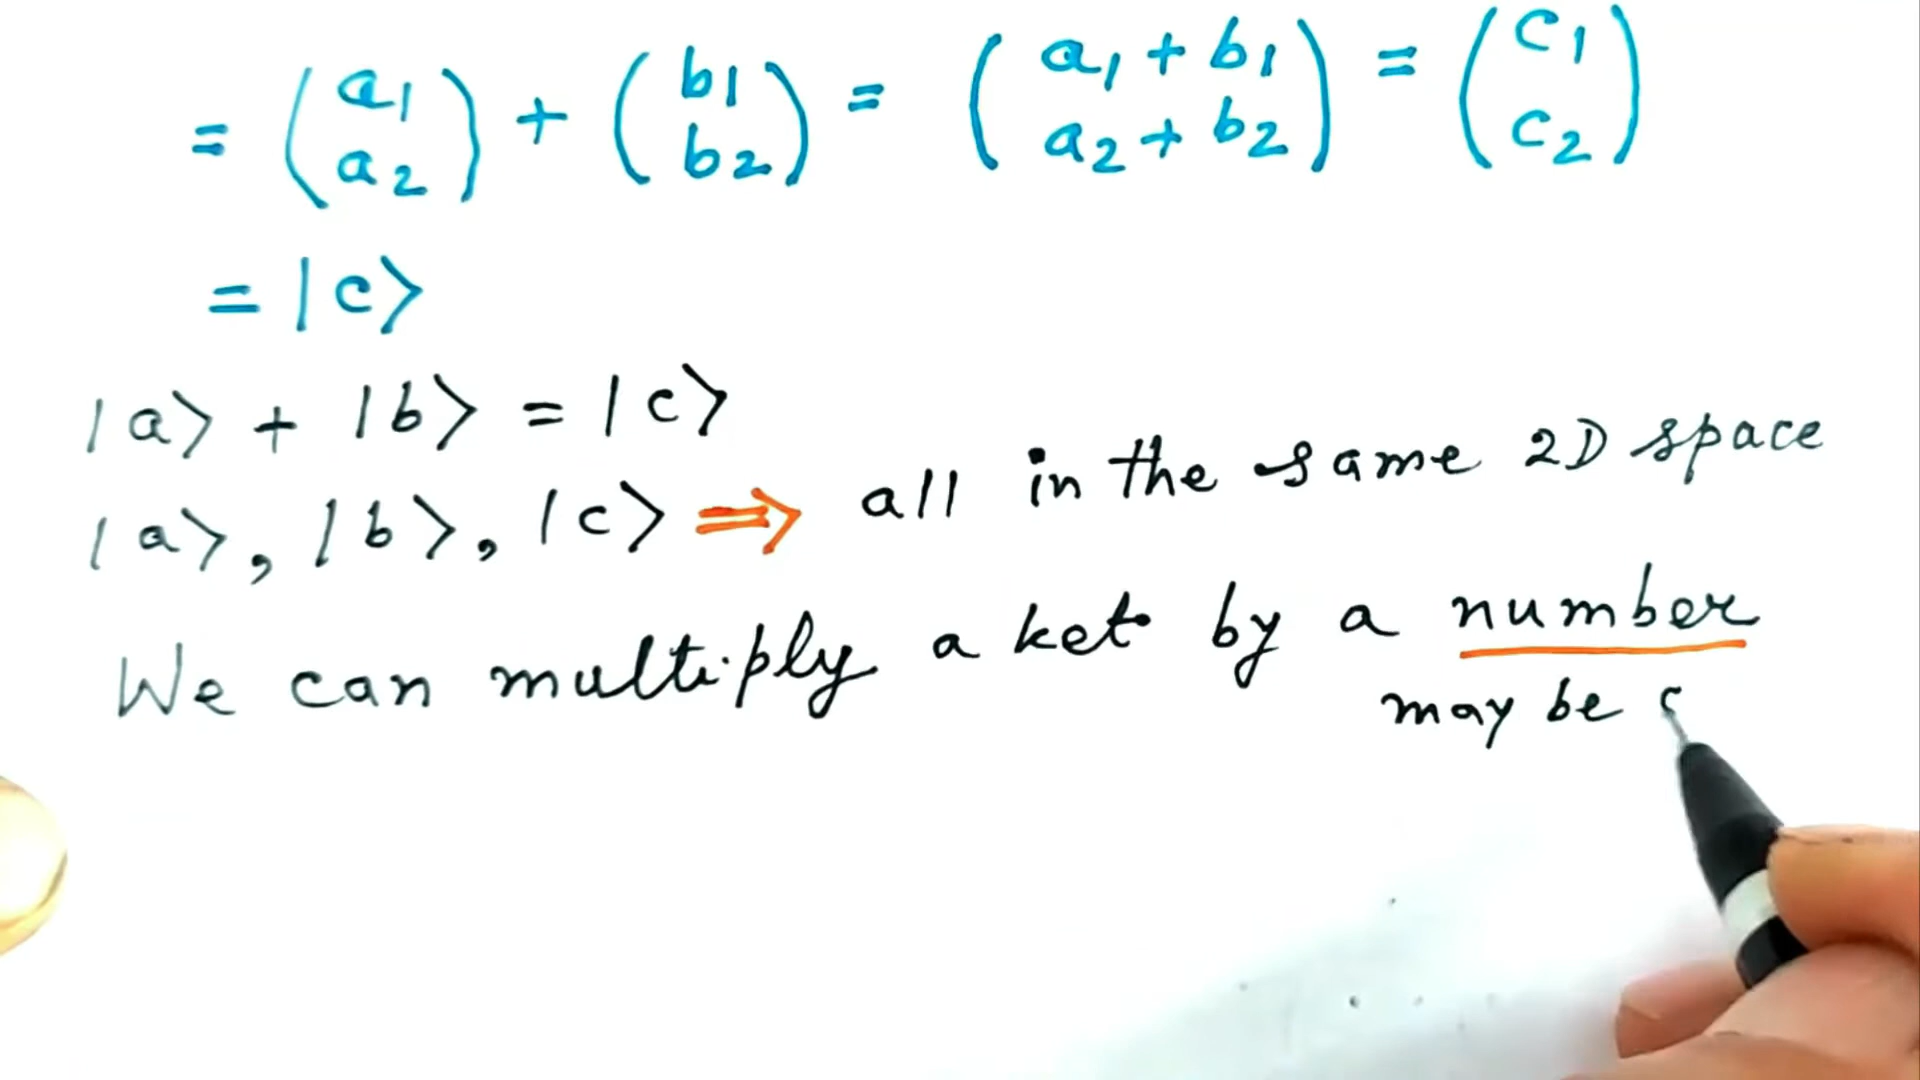 = (a1 a2) + (b1 b2) = (a1 + b1 a2 + b2) = (c1 c2)
= |c>
|a> + |b> = |c>
|a>, |b>, |c> ⇒ all in the same 2D space
We can multiply a ket by a number
may be c